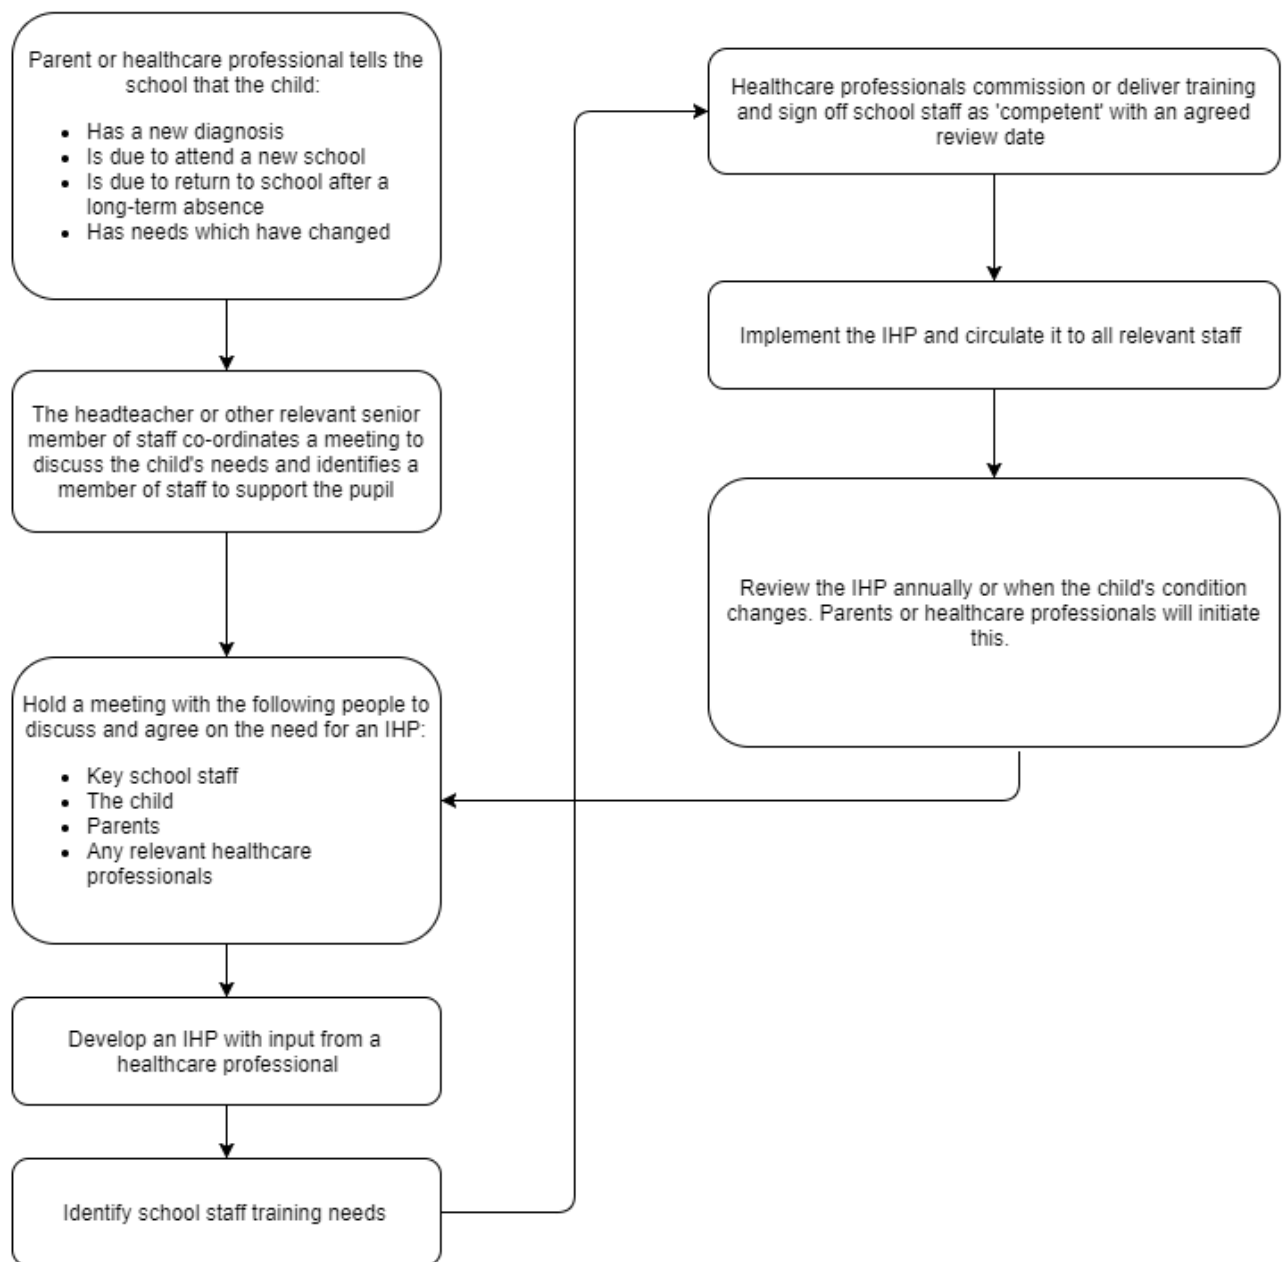 Parent or healthcare professional tells the
school that the child:
• Has a new diagnosis
• Is due to attend a new school
• Is due to return to school after a
long-term absence
• Has needs which have changed
The headteacher or other relevant senior
member of staff co-ordinates a meeting to
discuss the child's needs and identifies a
member of staff to support the pupil
Hold a meeting with the following people to
discuss and agree on the need for an IHP:
• Key school staff
• The child
• Parents
• Any relevant healthcare
professionals
Develop an IHP with input from a
healthcare professional
Identify school staff training needs
Healthcare professionals commission or deliver training
and sign off school staff as 'competent' with an agreed
review date
Implement the IHP and circulate it to all relevant staff
Review the IHP annually or when the child's condition
changes. Parents or healthcare professionals will initiate
this.